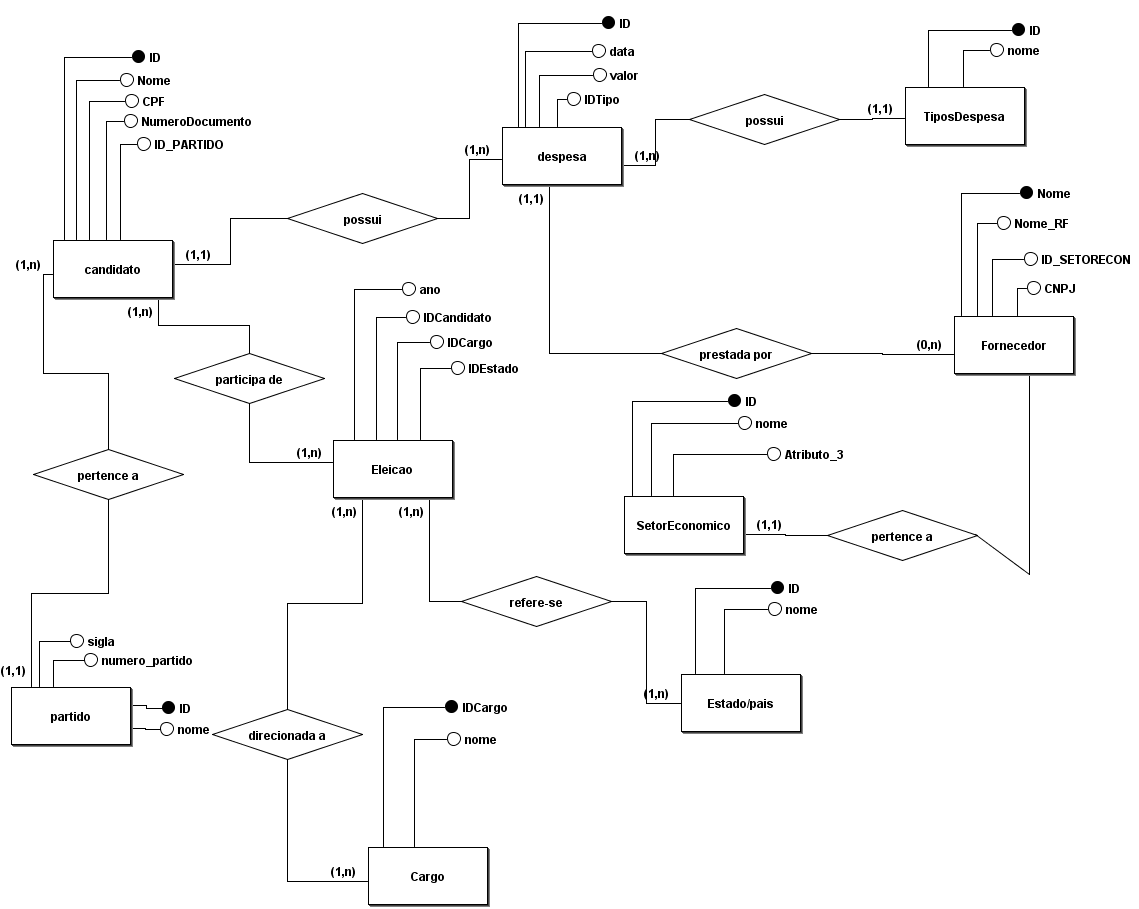 ID
data
valor
IDTipo
despesa
ID
nome
TiposDespesa
(1,1)
possui
(1,n)
ID
Nome
CPF
NumeroDocumento
ID_PARTIDO
candidato
(1,n)
(1,1)
possui
(1,n)
(1,1)
Nome
Nome_RF
ID_SETORECON
CNPJ
Fornecedor
(0,n)
prestada por
(1,n)
participa de
(1,n)
ano
IDCandidato
IDCargo
IDEstado
Eleicao
(1,n)
(1,n)
ID
nome
Atributo_3
SetorEconomico
(1,1)
pertence a
pertence a
refere-se
ID
nome
Estado/pais
(1,n)
sigla
numero_partido
(1,1)
partido
ID
nome
direcionada a
IDCargo
nome
(1,n)
Cargo